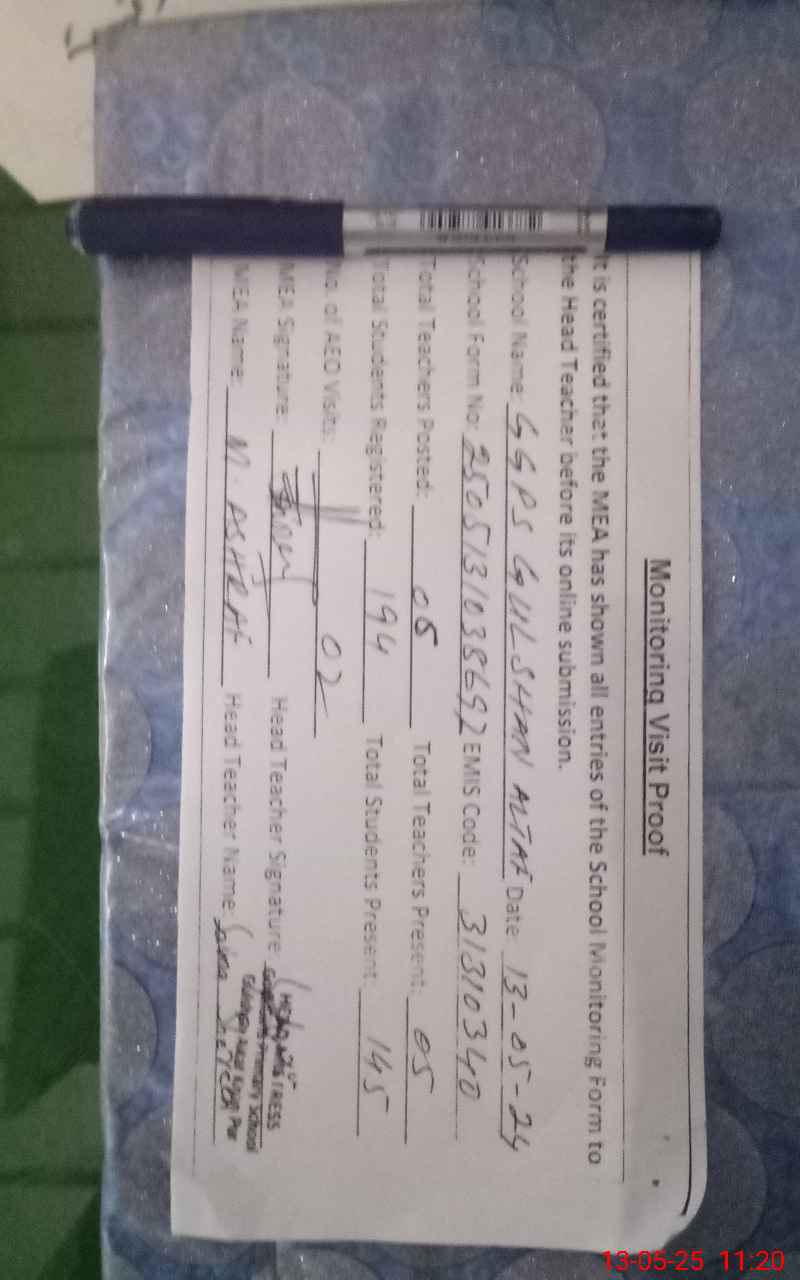 Monitoring Visit Proof
It is certified that the MEA has shown all entries of the School Monitoring Form to
the Head Teacher before its online submission.
School Name: GGPS GULSHAN ALTAF Date: 13-05-24
School Form No: EMIS Code: 31310340
Total Teachers Posted: 05 Total Teachers Present: 05
Total Students Registered: 194 Total Students Present: 145
No. of AEO Visits: 02
MEA Signature: Head Teacher Signature:
MEA Name: M. ASHRAF Head Teacher Name: Salma
Primary School
13-05-25 11:20